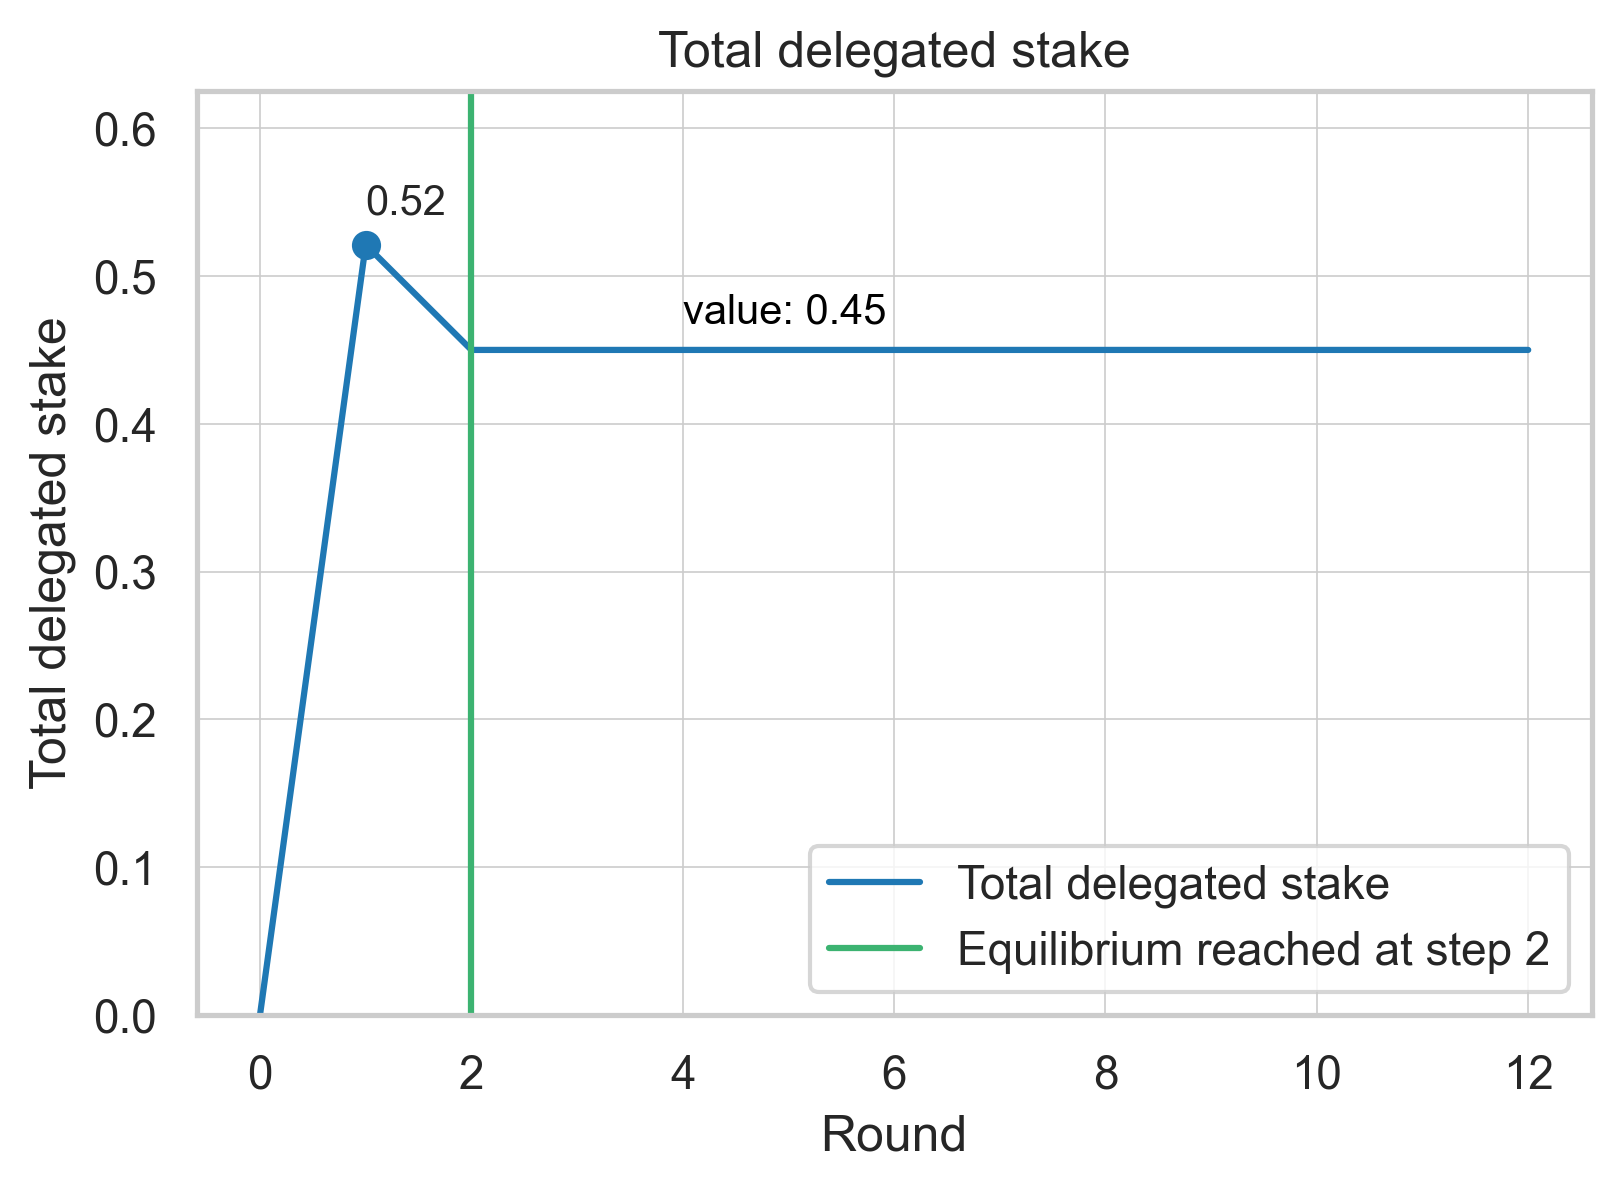 Total delegated stake
0.6
0.5
0.4
0.3
0.2
0.1
0.0
Total delegated stake
0.52
value: 0.45
Total delegated stake
Equilibrium reached at step 2
0 2 4 6 8 10 12
Round